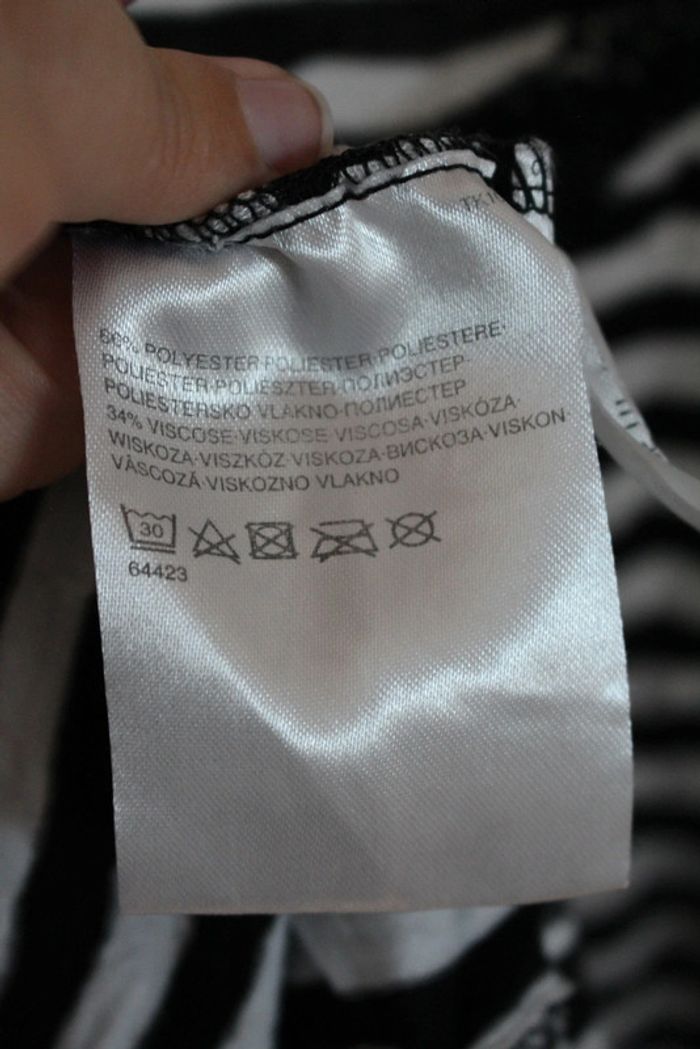 66% POLYESTER·POLIESTER·POLIESTERE·
POLIESTER·POLIÉSZTER·ПОЛИЭСТЕР·
POLIESTERSKO VLAKNO·ПОЛИЕСТЕР
34% VISCOSE·VISKOSE·VISCOSA·VISKÓZA·
WISKOZA·VISZKÓZ·VISKOZA·ВИСКОЗА·VISKON
VÂSCOZĂ·VISKOZNO VLAKNO
30
64423